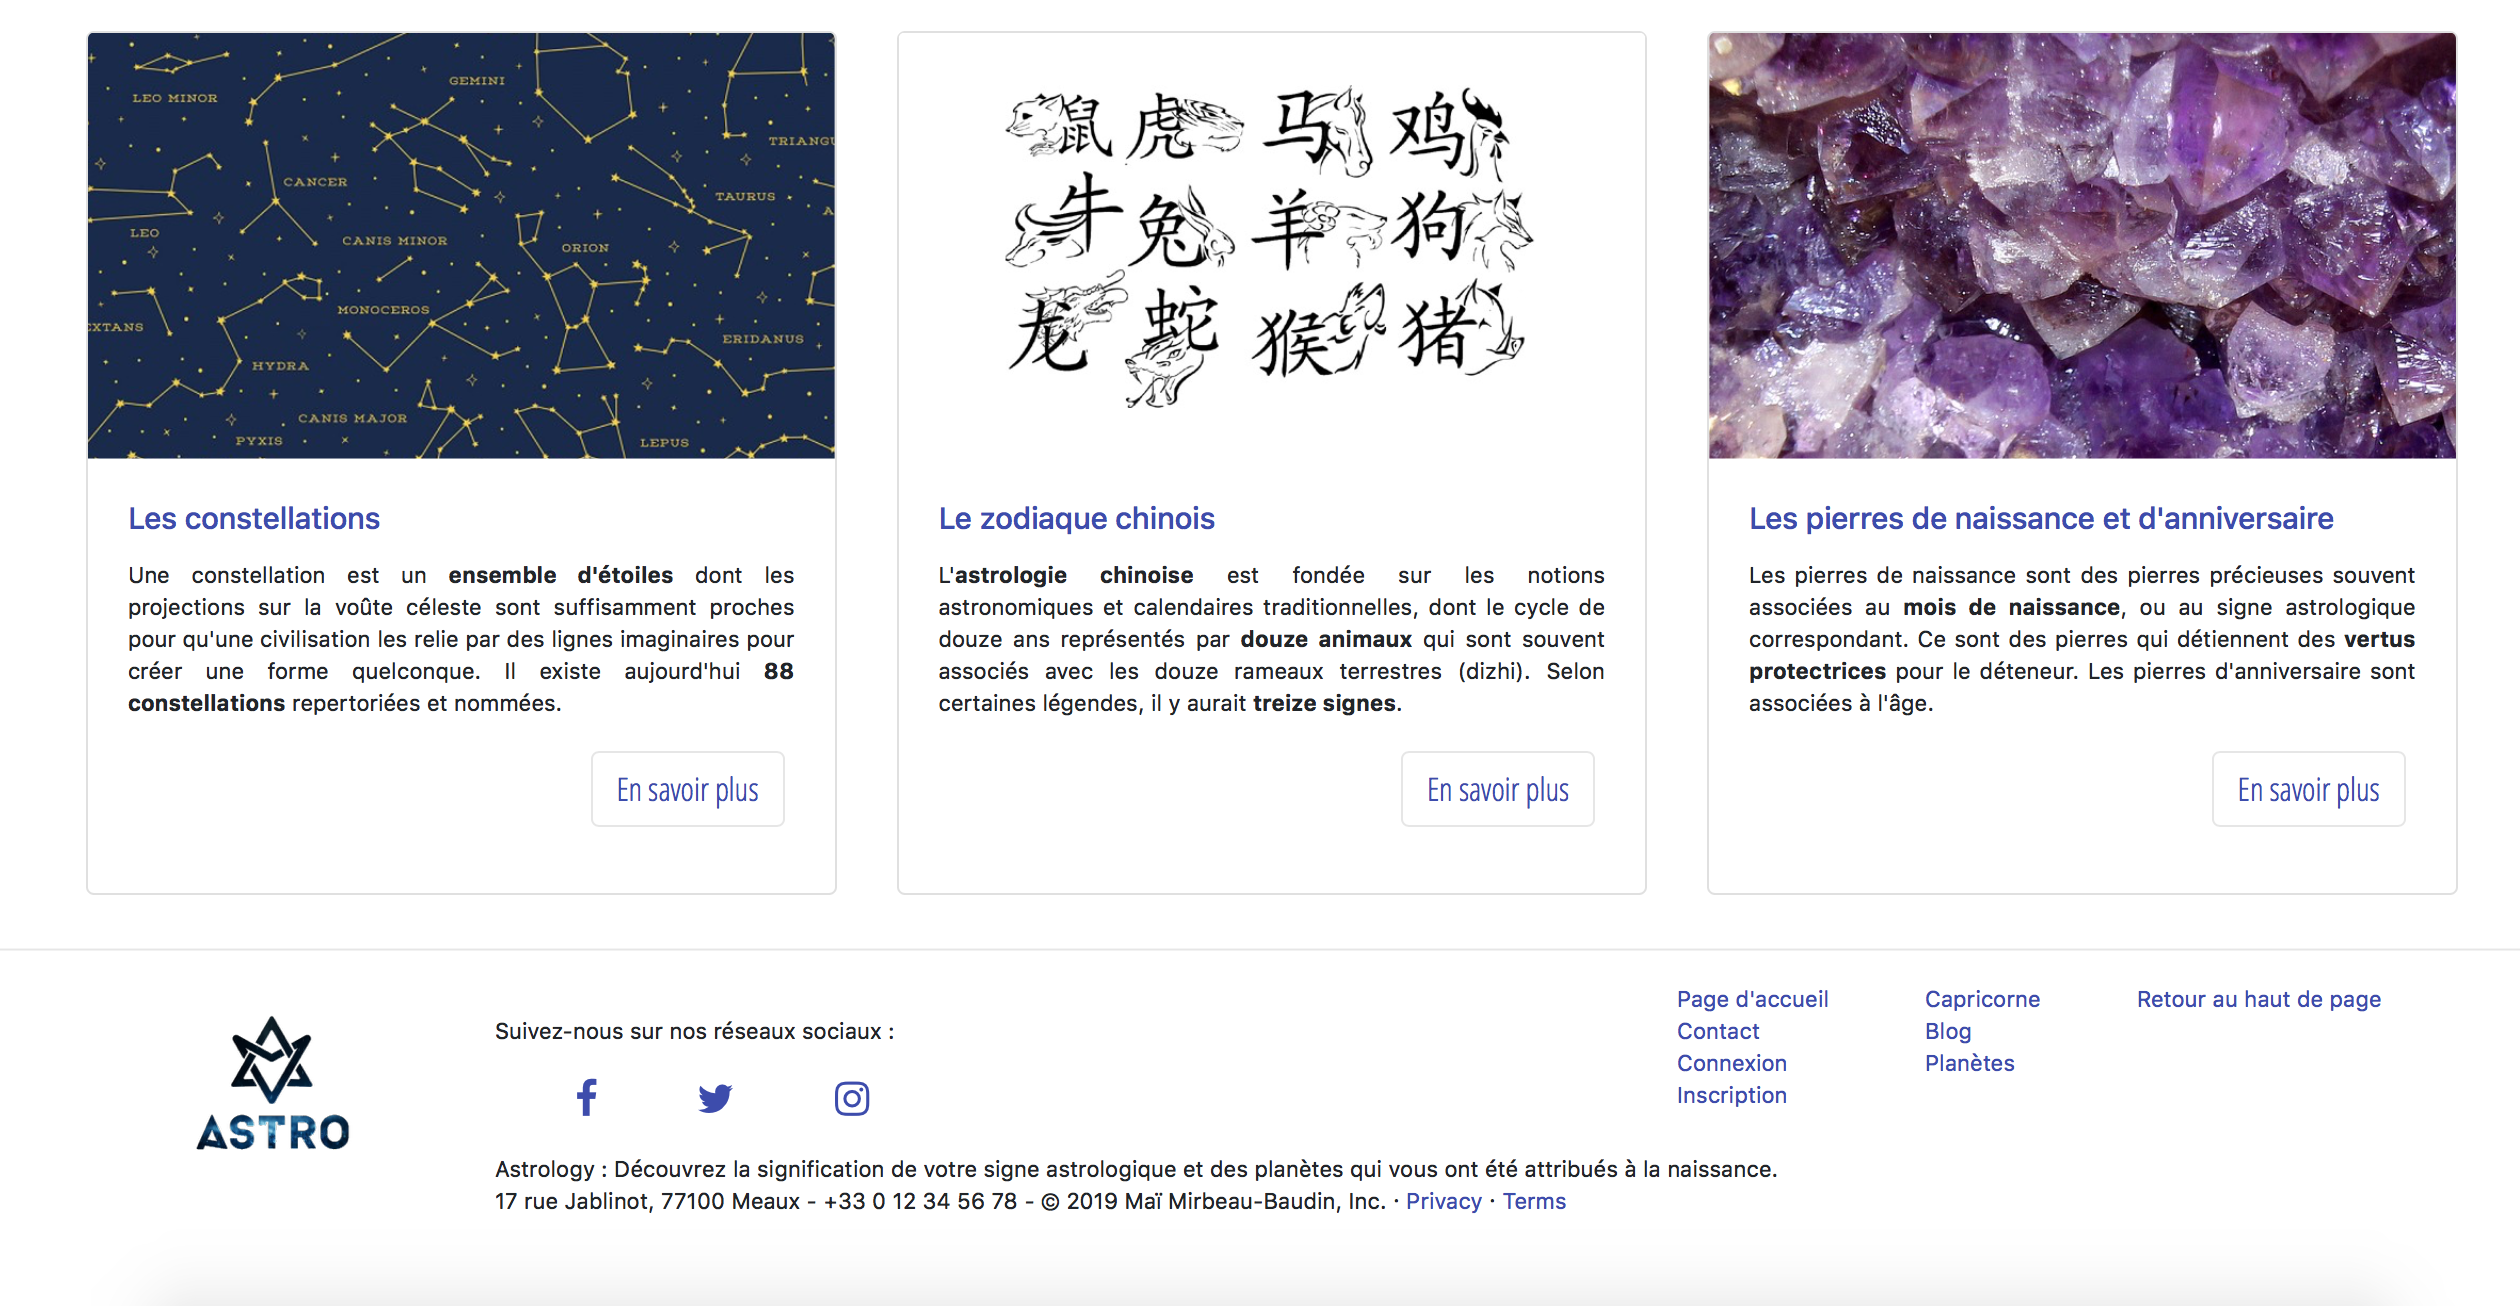 LEO MINOR
GEMINI
TRIANGU
CANCER
TAURUS
A
LEO
CANIS MINOR
ORION
MONOCEROS
EXTANS
ERIDANUS
HYDRA
CANIS MAJOR
PYXIS
LEPUS
鼠 虎 马 鸡
牛 兔 羊 狗
龙 蛇 猴 猪
Les constellations
Une constellation est un ensemble d'étoiles dont les
projections sur la voûte céleste sont suffisamment proches
pour qu'une civilisation les relie par des lignes imaginaires pour
créer une forme quelconque. Il existe aujourd'hui 88
constellations repertoriées et nommées.
En savoir plus
Le zodiaque chinois
L'astrologie chinoise est fondée sur les notions
astronomiques et calendaires traditionnelles, dont le cycle de
douze ans représentés par douze animaux qui sont souvent
associés avec les douze rameaux terrestres (dizhi). Selon
certaines légendes, il y aurait treize signes.
En savoir plus
Les pierres de naissance et d'anniversaire
Les pierres de naissance sont des pierres précieuses souvent
associées au mois de naissance, ou au signe astrologique
correspondant. Ce sont des pierres qui détiennent des vertus
protectrices pour le déteneur. Les pierres d'anniversaire sont
associées à l'âge.
En savoir plus
ASTRO
Suivez-nous sur nos réseaux sociaux :
Page d'accueil
Contact
Connexion
Inscription
Capricorne
Blog
Planètes
Retour au haut de page
Astrology : Découvrez la signification de votre signe astrologique et des planètes qui vous ont été attribués à la naissance.
17 rue Jablinot, 77100 Meaux - +33 0 12 34 56 78 - © 2019 Maï Mirbeau-Baudin, Inc. · Privacy · Terms